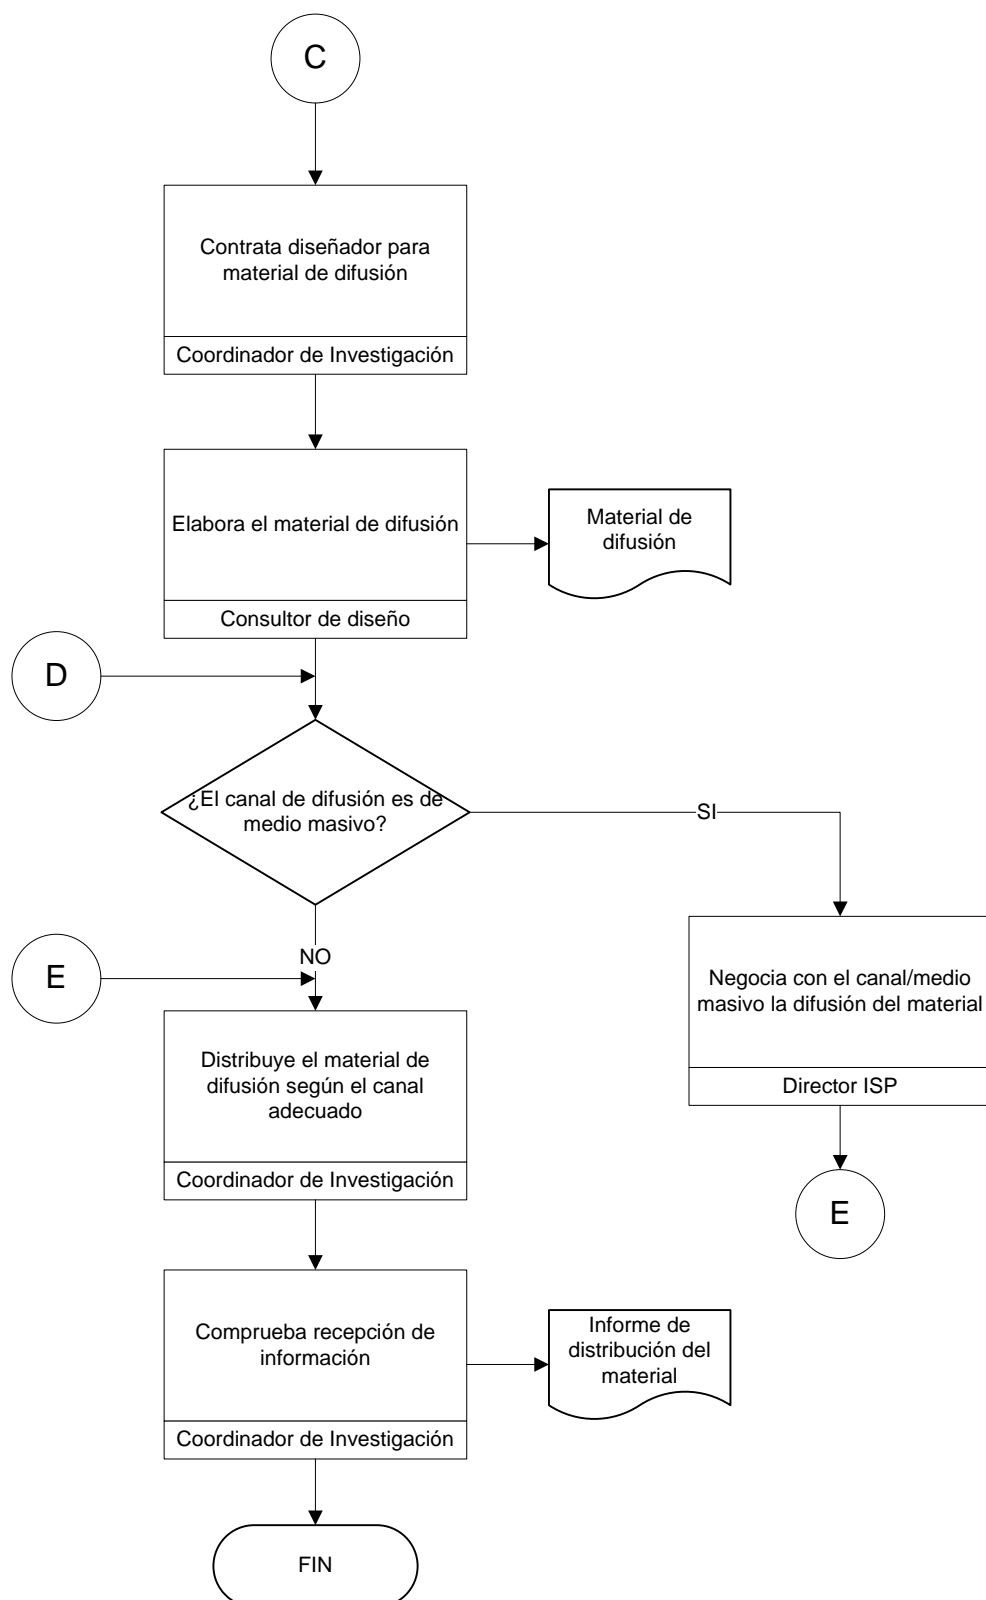 C
Contrata diseñador para
material de difusión
Coordinador de Investigación
Elabora el material de difusión
Consultor de diseño
Material de
difusión
D
¿El canal de difusión es de
medio masivo?
SI
NO
E
Negocia con el canal/medio
masivo la difusión del material
Director ISP
E
Distribuye el material de
difusión según el canal
adecuado
Coordinador de Investigación
Comprueba recepción de
información
Coordinador de Investigación
Informe de
distribución del
material
FIN